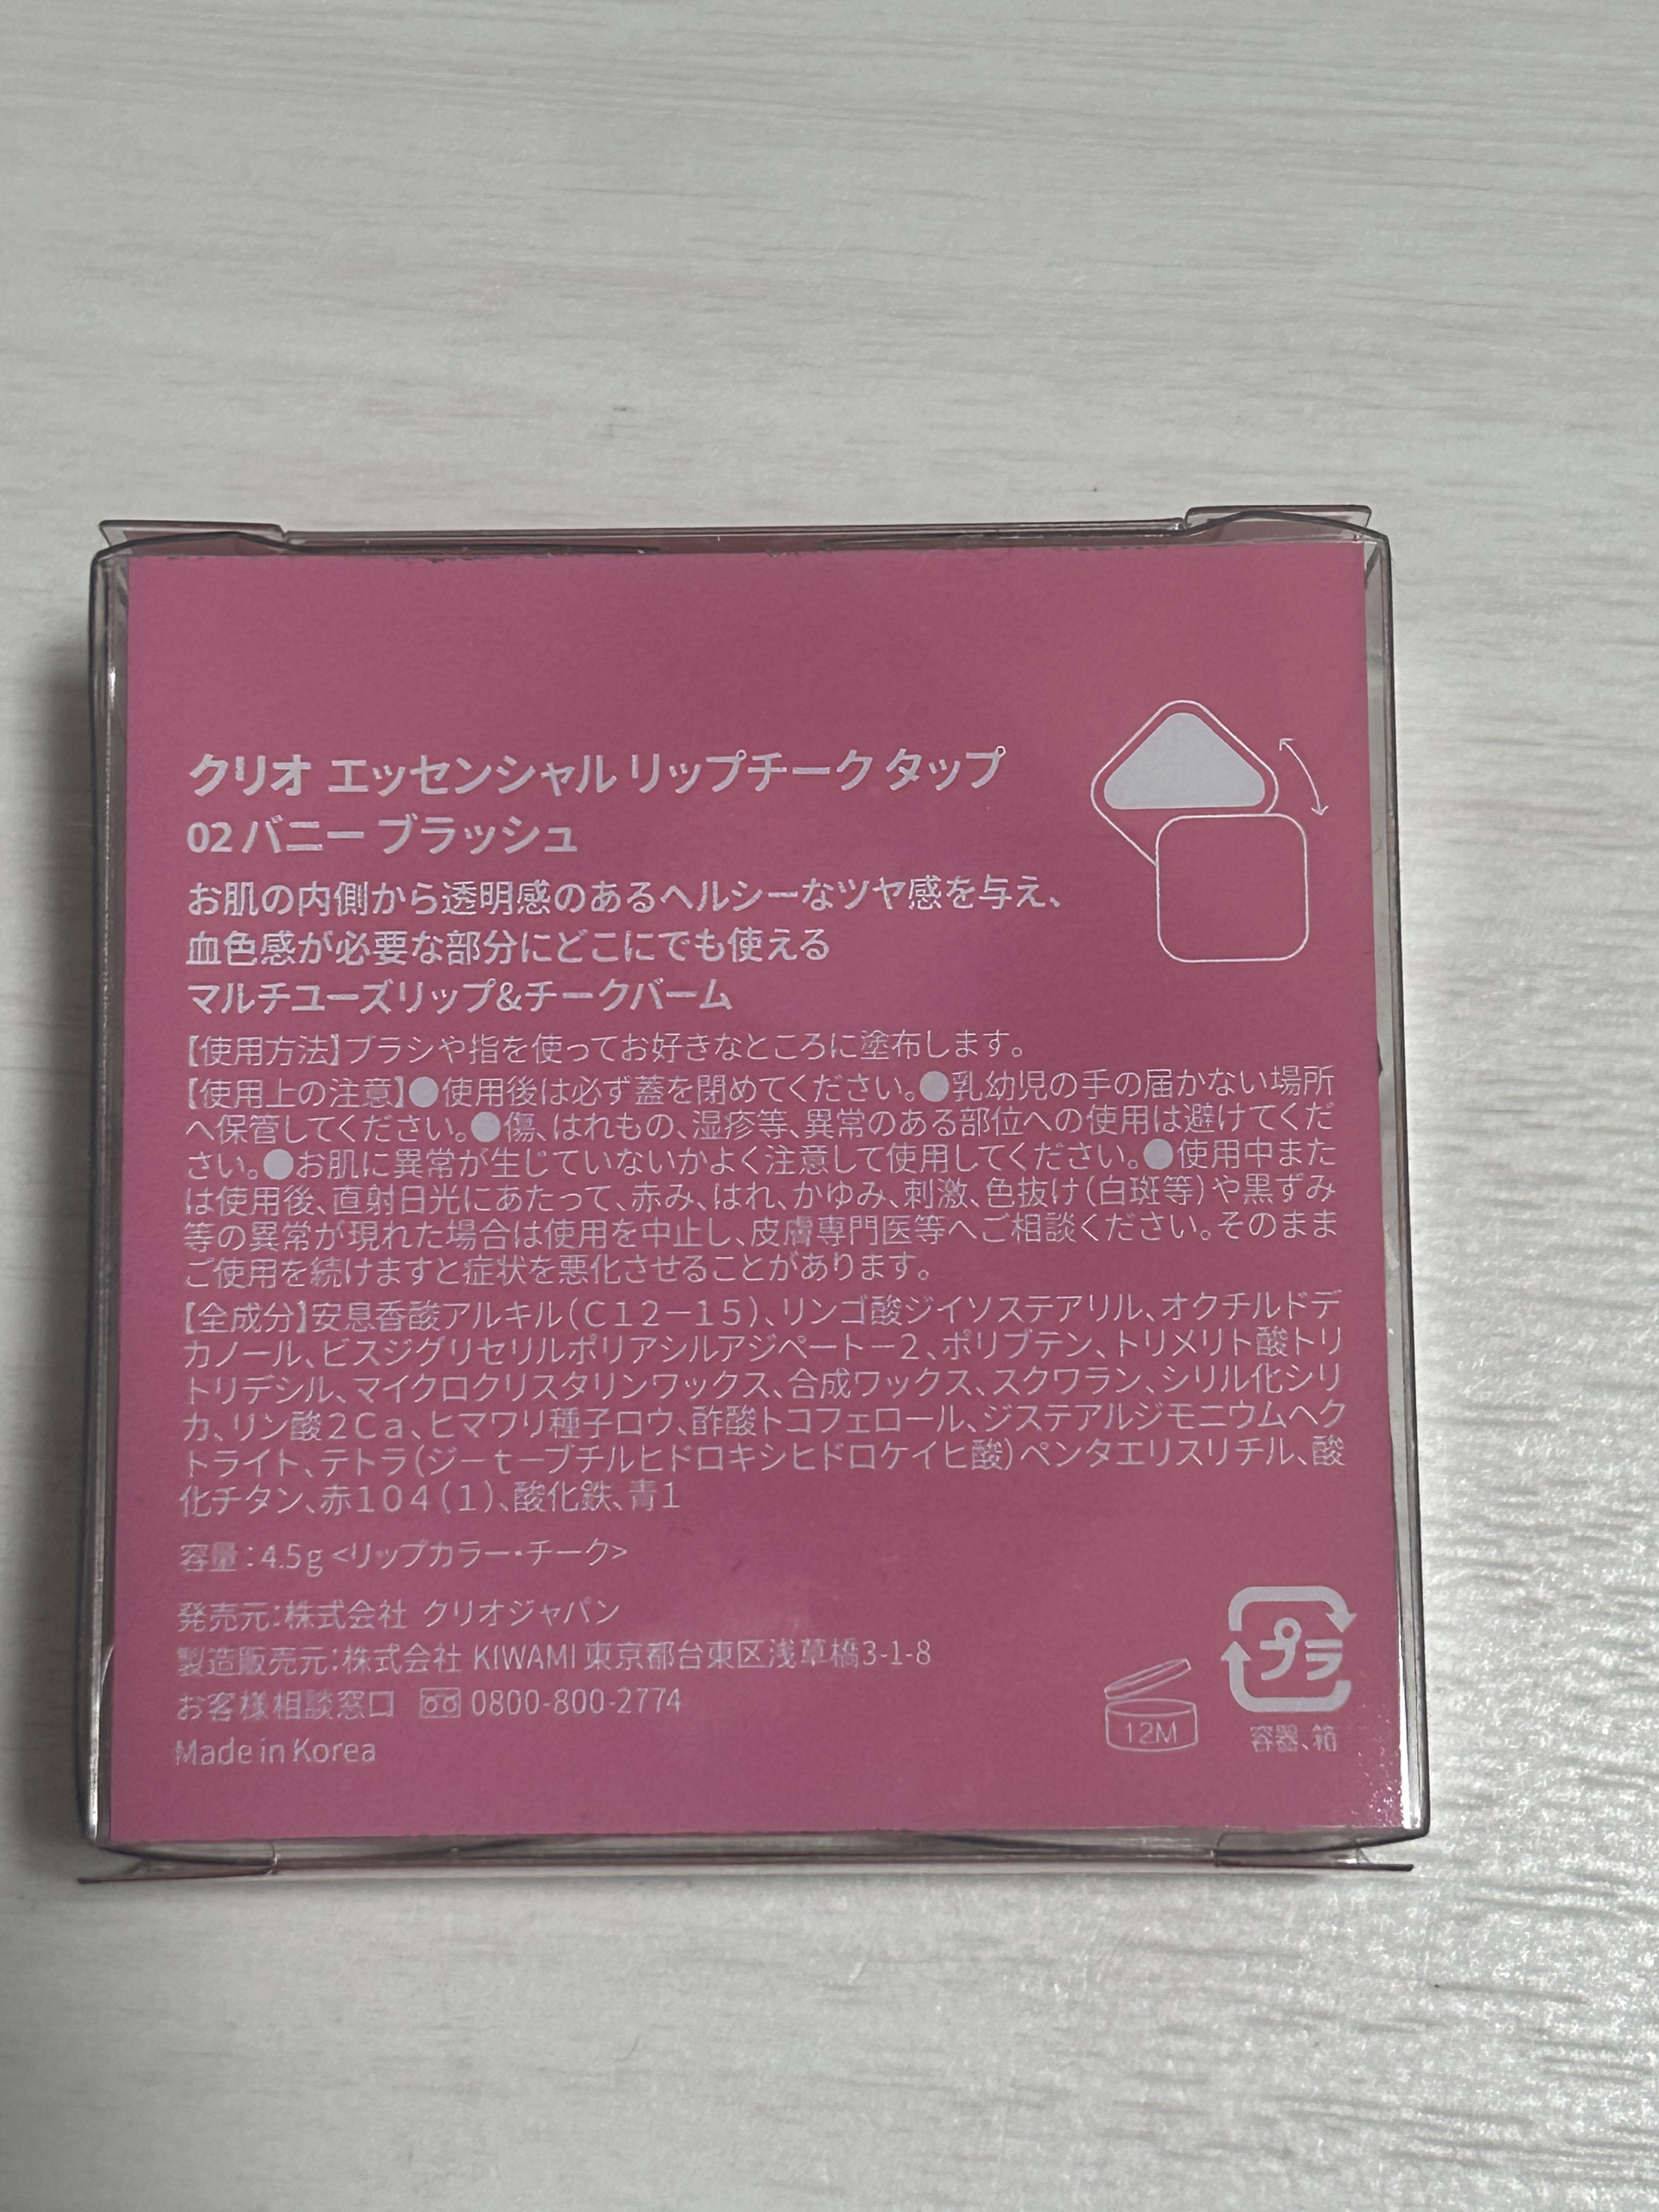 クリオ エッセンシャル リップチーク タップ
02 バニー ブラッシュ
お肌の内側から透明感のあるヘルシーなツヤ感を与え、
血色感が必要な部分にどこにでも使える
マルチユーズリップ&チークバーム
【使用方法】ブラシや指を使ってお好きなところに塗布します。
【使用上の注意】●使用後は必ず蓋を閉めてください。●乳幼児の手の届かない場所
へ保管してください。●傷、はれもの、湿疹等、異常のある部位への使用は避けてくだ
さい。●お肌に異常が生じていないかよく注意して使用してください。●使用中また
は使用後、直射日光にあたって、赤み、はれ、かゆみ、刺激、色抜け(白斑等)や黒ずみ
等の異常が現れた場合は使用を中止し、皮膚専門医等へご相談ください。そのまま
ご使用を続けますと症状を悪化させることがあります。
【全成分】安息香酸アルキル(C12-15)、リンゴ酸ジイソステアリル、オクチルドデ
カノール、ビスジグリセリルポリアシルアジペート-2、ポリブテン、トリメリト酸トリ
トリデシル、マイクロクリスタリンワックス、合成ワックス、スクワラン、シリル化シリ
カ、リン酸2Ca、ヒマワリ種子ロウ、酢酸トコフェロール、ジステアルジモニウムヘク
トライト、テトラ(ジ-t-ブチルヒドロキシヒドロケイヒ酸)ペンタエリスリチル、酸
化チタン、赤104(1)、酸化鉄、青1
容量:4.5g <リップカラー・チーク>
発売元:株式会社 クリオジャパン
製造販売元:株式会社 KIWAMI 東京都台東区浅草橋3-1-8
お客様相談窓口 0800-800-2774
Made in Korea
12M
プラ
容器、箱